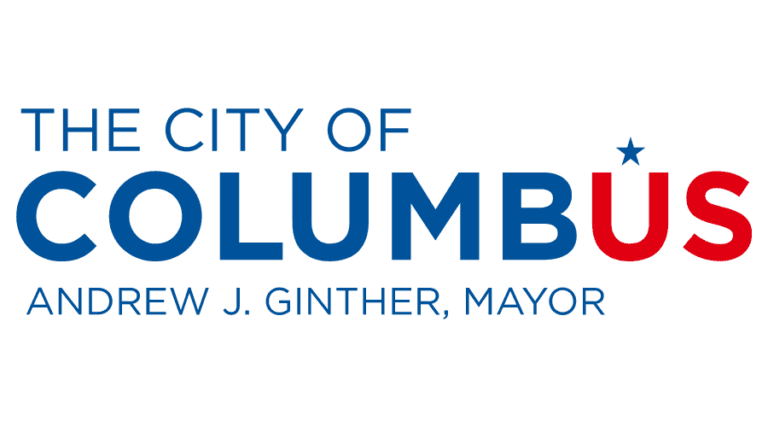 THE CITY OF
COLUMBUS
ANDREW J. GINTHER, MAYOR